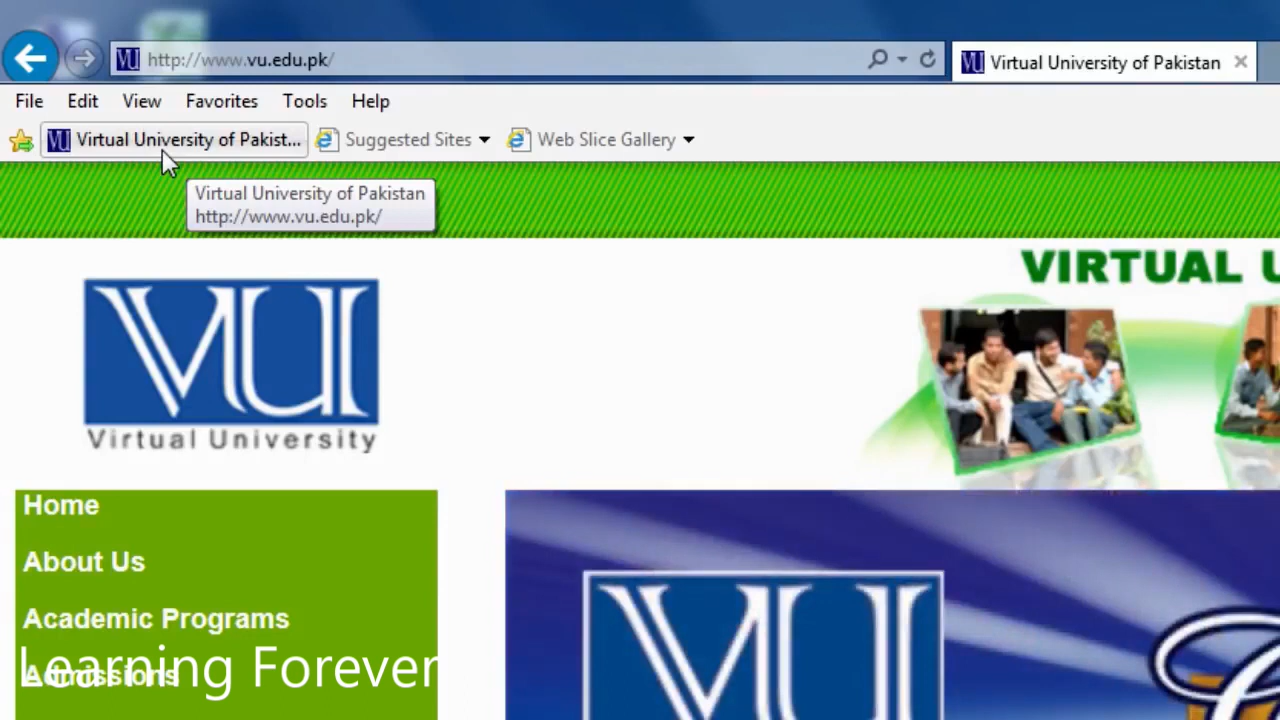 http://www.vu.edu.pk/
Virtual University of Pakistan
File Edit View Favorites Tools Help
Virtual University of Pakist... Suggested Sites Web Slice Gallery
Virtual University of Pakistan
http://www.vu.edu.pk/
VIRTUAL U
VU
Virtual University
Home
About Us
Academic Programs
Admissions
Learning Forever
VU